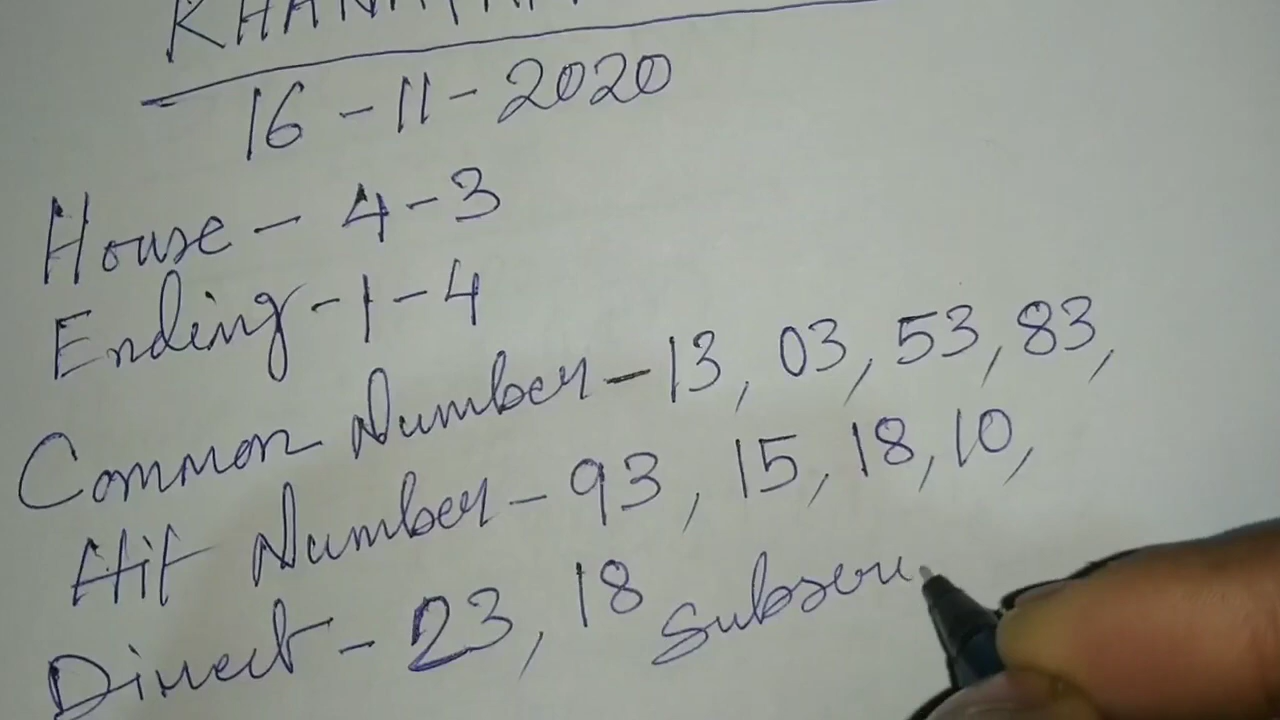 16-11-2020
House - 4-3
Ending - 1-4
Common Number - 13, 03, 53, 83,
Hit Number - 93, 15, 18, 10,
Direct - 23, 18 Subscri